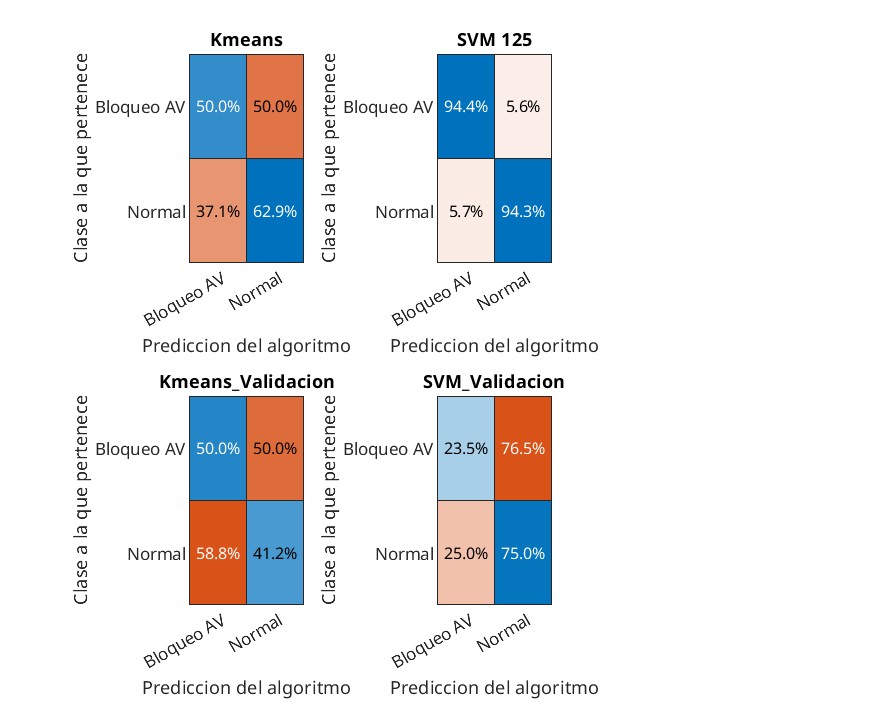 Kmeans
Clase a la que pertenece
Bloqueo AV
50.0%
50.0%
Normal
37.1%
62.9%
Bloqueo AV
Normal
Prediccion del algoritmo
SVM 125
Clase a la que pertenece
Bloqueo AV
94.4%
5.6%
Normal
5.7%
94.3%
Bloqueo AV
Normal
Prediccion del algoritmo
Kmeans_Validacion
Clase a la que pertenece
Bloqueo AV
50.0%
50.0%
Normal
58.8%
41.2%
Bloqueo AV
Normal
Prediccion del algoritmo
SVM_Validacion
Clase a la que pertenece
Bloqueo AV
23.5%
76.5%
Normal
25.0%
75.0%
Bloqueo AV
Normal
Prediccion del algoritmo